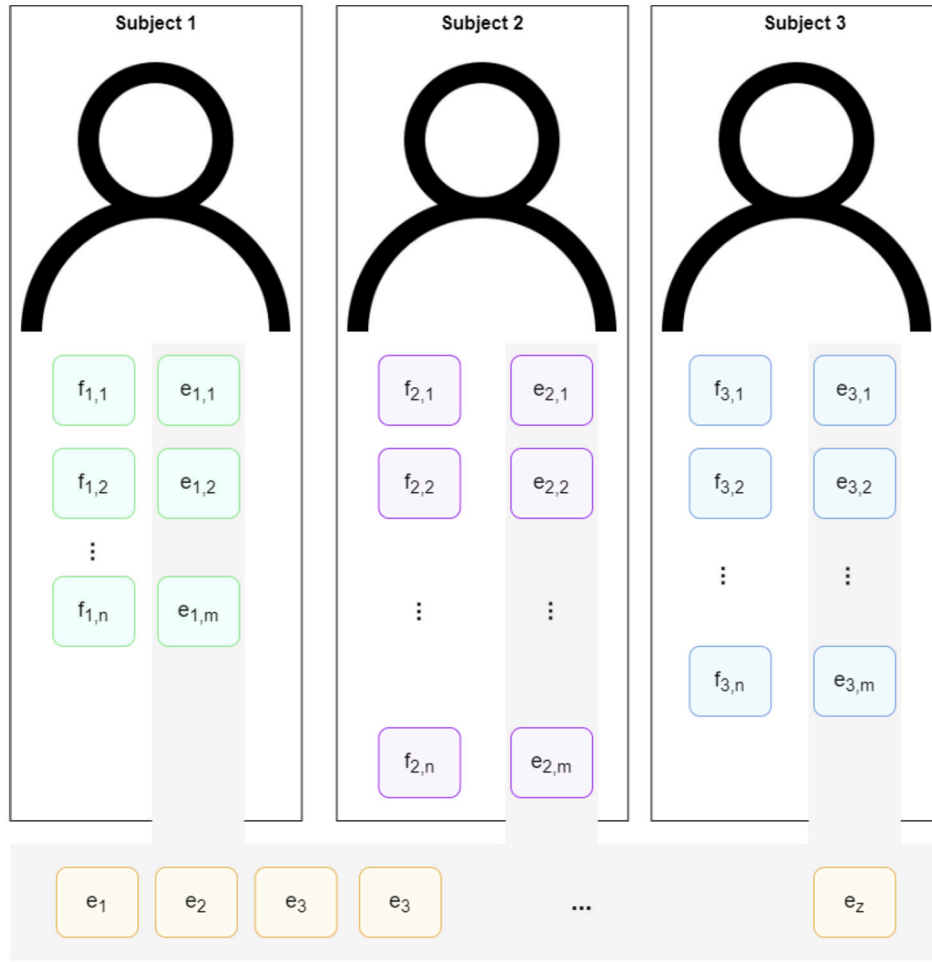 Subject 1 Subject 2 Subject 3
f1,1 e1,1 f2,1 e2,1 f3,1 e3,1
f1,2 e1,2 f2,2 e2,2 f3,2 e3,2
⋮ ⋮ ⋮
⋮ ⋮
f1,n e1,m
f3,n e3,m
f2,n e2,m
e1 e2 e3 e3 ... ez